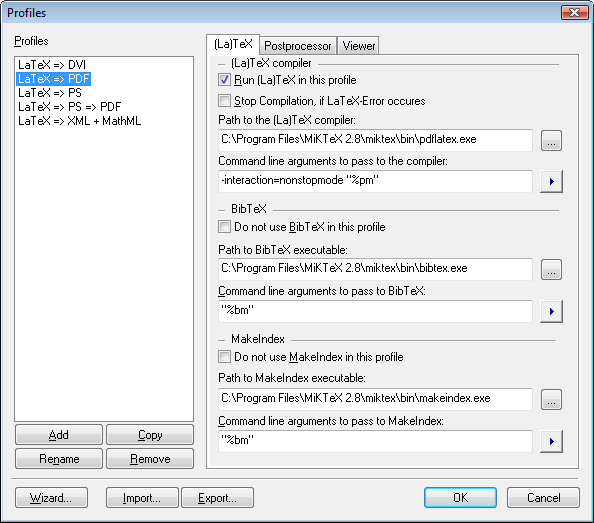 Profiles
Profiles
LaTeX => DVI
LaTeX => PDF
LaTeX => PS
LaTeX => PS => PDF
LaTeX => XML + MathML
Add
Copy
Rename
Remove
(La)TeX
Postprocessor
Viewer
(La)TeX compiler
Run (La)TeX in this profile
Stop Compilation, if LaTeX-Error occures
Path to the (La)TeX compiler:
C:\Program Files\MiKTeX 2.8\miktex\bin\pdflatex.exe
...
Command line arguments to pass to the compiler:
-interaction=nonstopmode "%pm"
BibTeX
Do not use BibTeX in this profile
Path to BibTeX executable:
C:\Program Files\MiKTeX 2.8\miktex\bin\bibtex.exe
...
Command line arguments to pass to BibTeX:
"%bm"
MakeIndex
Do not use MakeIndex in this profile
Path to MakeIndex executable:
C:\Program Files\MiKTeX 2.8\miktex\bin\makeindex.exe
...
Command line arguments to pass to MakeIndex:
"%bm"
Wizard...
Import...
Export...
OK
Cancel